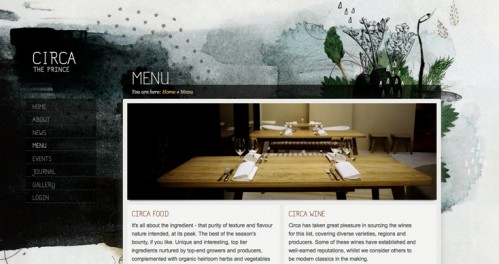 CIRCA
THE PRINCE
HOME
ABOUT
NEWS
MENU
EVENTS
JOURNAL
GALLERY
LOGIN
MENU
You are here: Home » Menu
CIRCA FOOD
It's all about the ingredient - that purity of texture and flavour
nature intended, at its peak. The best of the season's
bounty, if you like. Unique and interesting, top tier
ingredients nurtured by top-end growers and producers,
complemented with organic heirloom herbs and vegetables
CIRCA WINE
Circa has taken great pleasure in sourcing the wines
for this list, covering diverse varieties, regions and
producers. Some of these wines have established and
well-earned reputations, whilst we consider others to
be modern classics in the making.